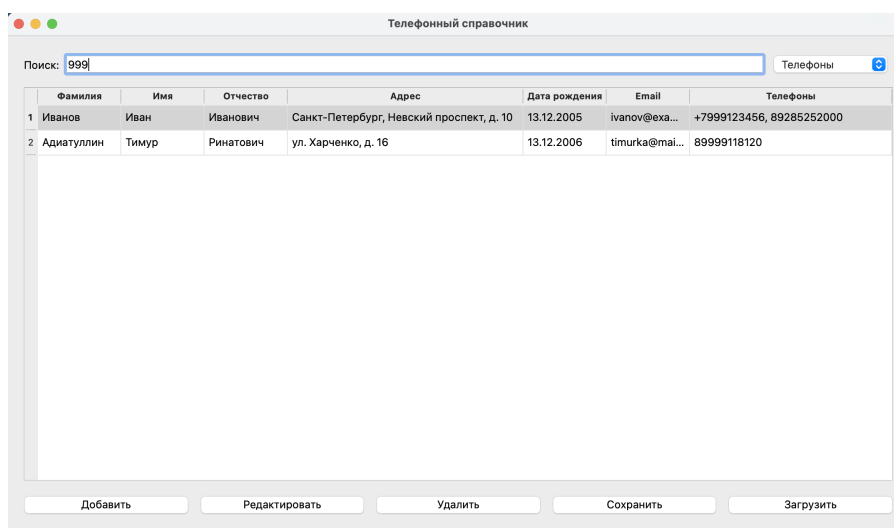 Телефонный справочник
Поиск: 999 Телефоны
Фамилия Имя Отчество Адрес Дата рождения Email Телефоны
1 Иванов Иван Иванович Санкт-Петербург, Невский проспект, д. 10 13.12.2005 ivanov@exa... +7999123456, 89285252000
2 Адиатуллин Тимур Ринатович ул. Харченко, д. 16 13.12.2006 timurka@mai... 89999118120
Добавить Редактировать Удалить Сохранить Загрузить